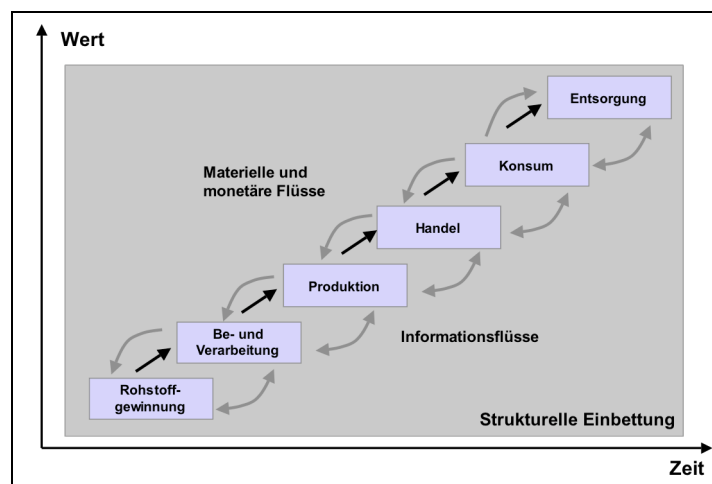 Wert
Entsorgung
Konsum
Materielle und
monetäre Flüsse
Handel
Produktion
Be- und
Verarbeitung
Informationsflüsse
Rohstoff-
gewinnung
Strukturelle Einbettung
Zeit